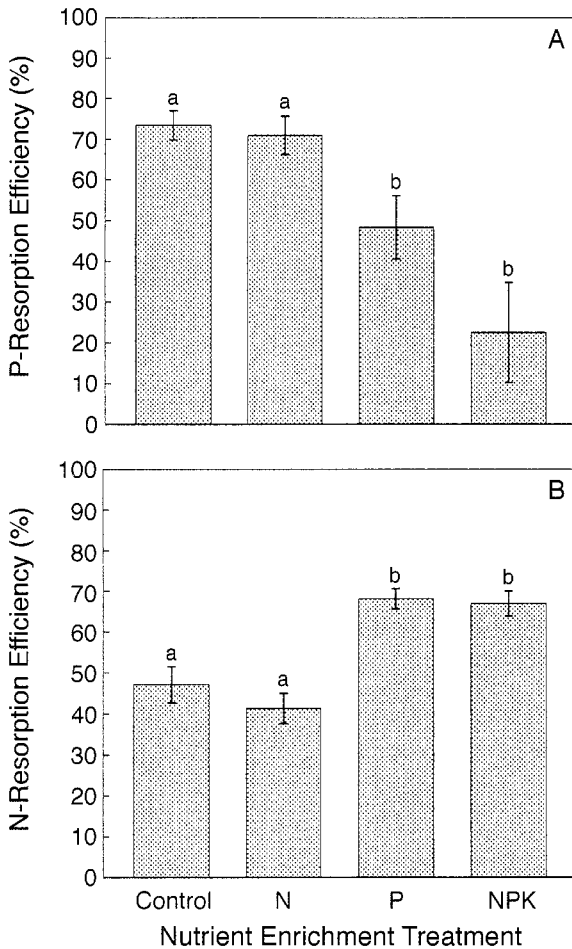 100
A
90
80
a
a
70
60
b
50
40
b
30
20
10
0
P-Resorption Efficiency (%)
100
B
90
80
b
b
70
60
a
50
a
40
30
20
10
0
N-Resorption Efficiency (%)
Control N P NPK
Nutrient Enrichment Treatment